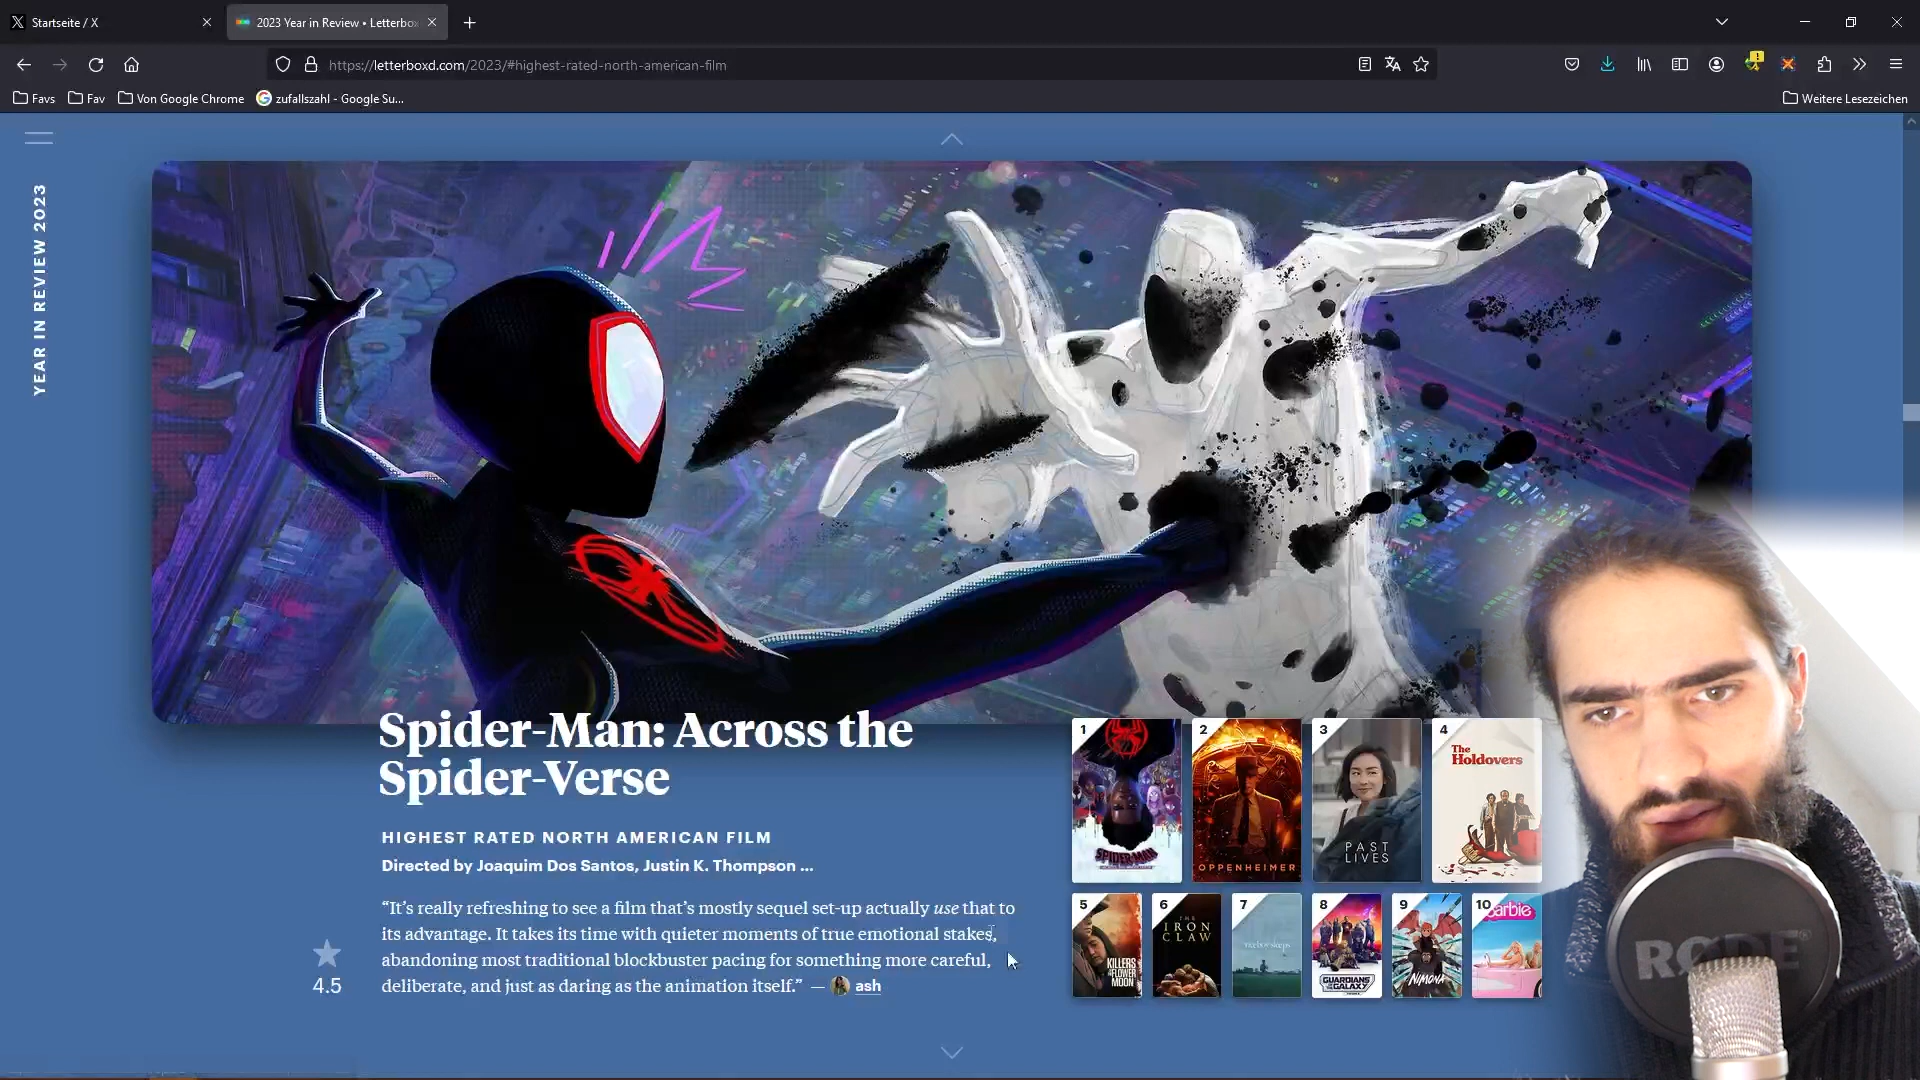 Startseite / X
2023 Year in Review • Letterbo
https://letterboxd.com/2023/#highest-rated-north-american-film
Favs
Fav
Von Google Chrome
zufallszahl - Google Su...
Weitere Lesezeichen
YEAR IN REVIEW 2023
Spider-Man: Across the
Spider-Verse
HIGHEST RATED NORTH AMERICAN FILM
Directed by Joaquim Dos Santos, Justin K. Thompson ...
“It’s really refreshing to see a film that’s mostly sequel set-up actually use that to
its advantage. It takes its time with quieter moments of true emotional stakes,
abandoning most traditional blockbuster pacing for something more careful,
deliberate, and just as daring as the animation itself.” — ash
4.5
1
SPIDER-MAN
2
OPPENHEIMER
3
PAST
LIVES
4
The
Holdovers
5
KILLERS
FLOWER
MOON
6
THE
IRON
CLAW
7
8
GUARDIANS
GALAXY
9
NIMONA
10
Barbie
RODE